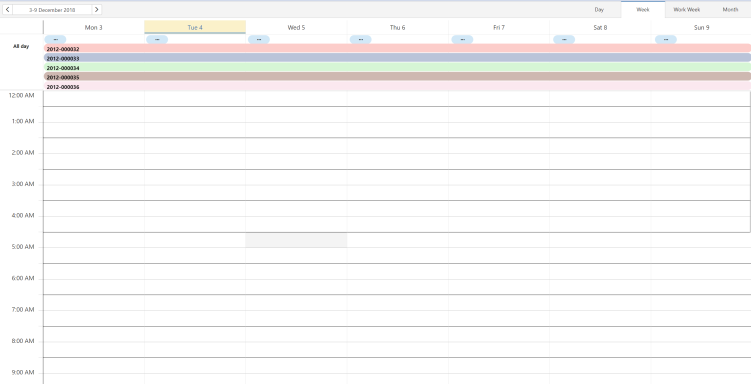 3-9 December 2018
Day
Week
Work Week
Month
Mon 3
Tue 4
Wed 5
Thu 6
Fri 7
Sat 8
Sun 9
All day
...
...
...
...
...
...
...
2012-000032
2012-000033
2012-000034
2012-000035
2012-000036
12:00 AM
1:00 AM
2:00 AM
3:00 AM
4:00 AM
5:00 AM
6:00 AM
7:00 AM
8:00 AM
9:00 AM